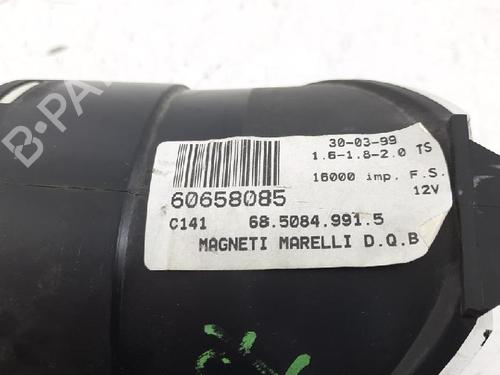 B-PARTS
30-03-99
1.6-1.8-2.0 TS
16000 imp. F.S.
12V
60658085
C141 68.5084.991.5
MAGNETI MARELLI D.Q.B